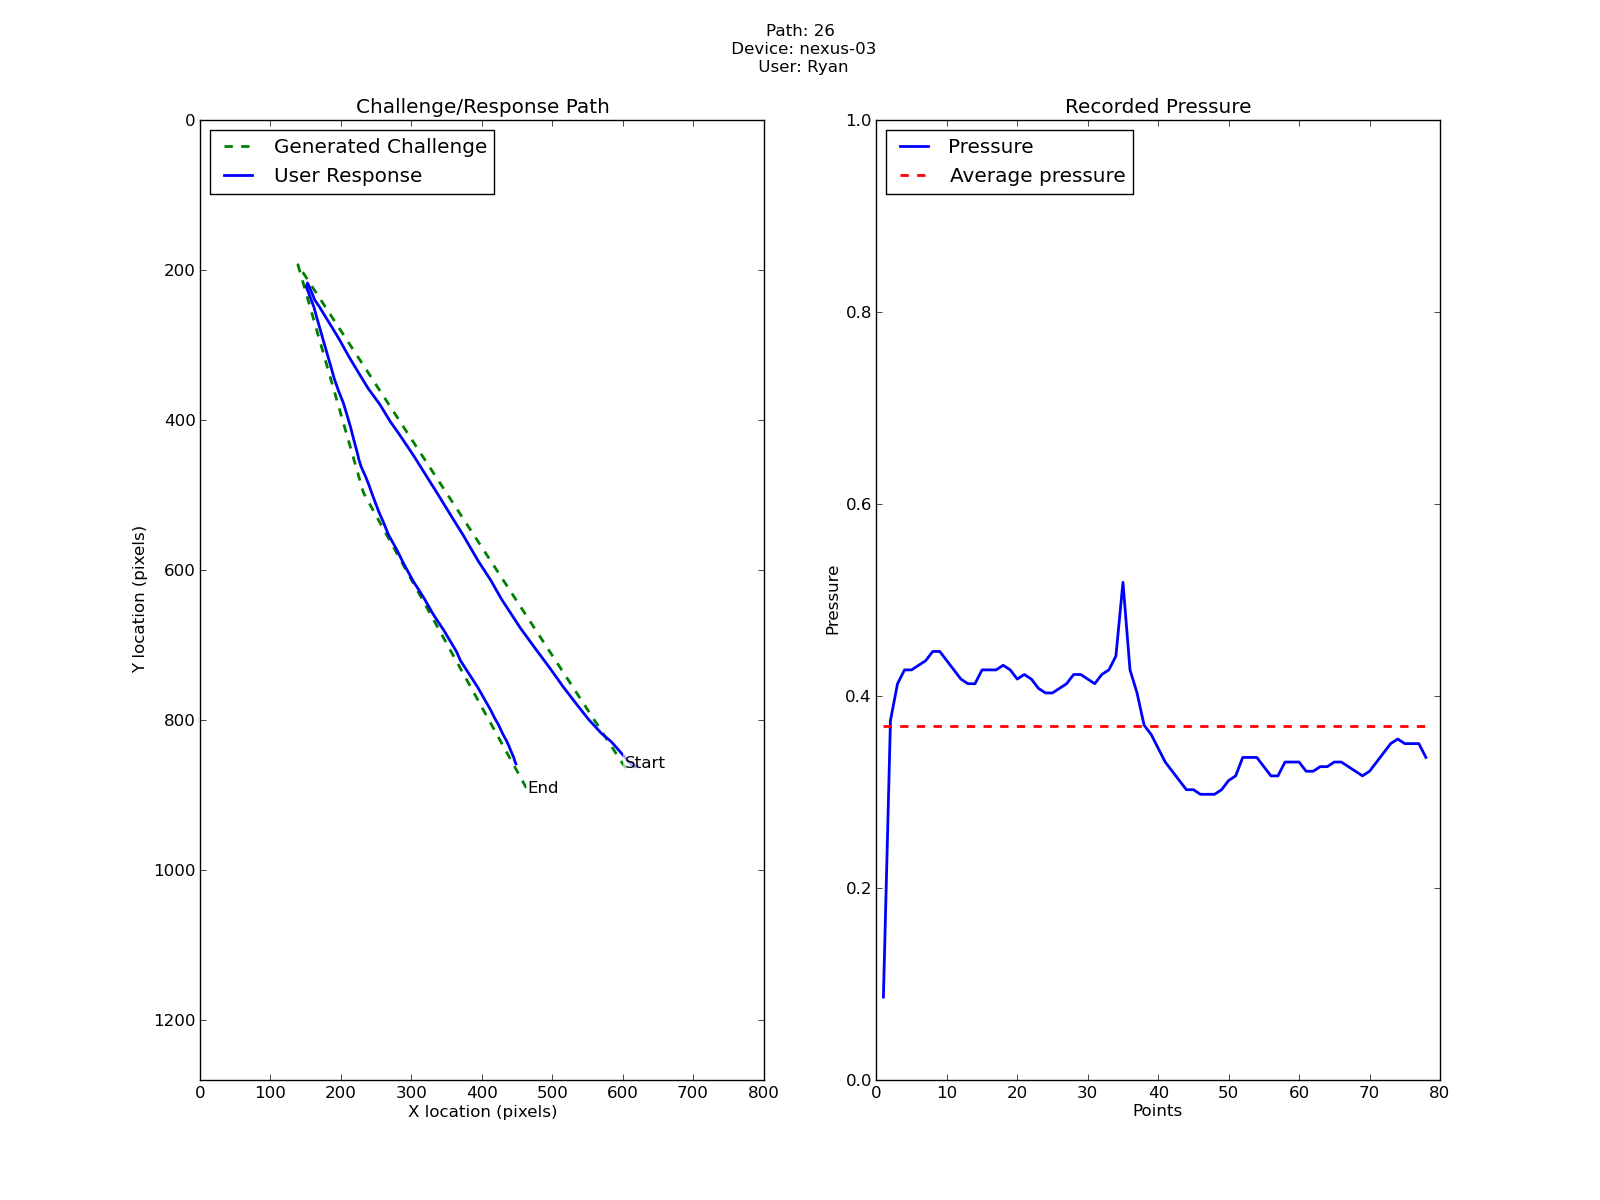 Path: 26
Device: nexus-03
User: Ryan
Challenge/Response Path
Generated Challenge
User Response
0
200
400
600
800
1000
1200
Y location (pixels)
Start
End
0 100 200 300 400 500 600 700 800
X location (pixels)
Recorded Pressure
Pressure
Average pressure
1.0
0.8
0.6
0.4
0.2
0.0
Pressure
0 10 20 30 40 50 60 70 80
Points